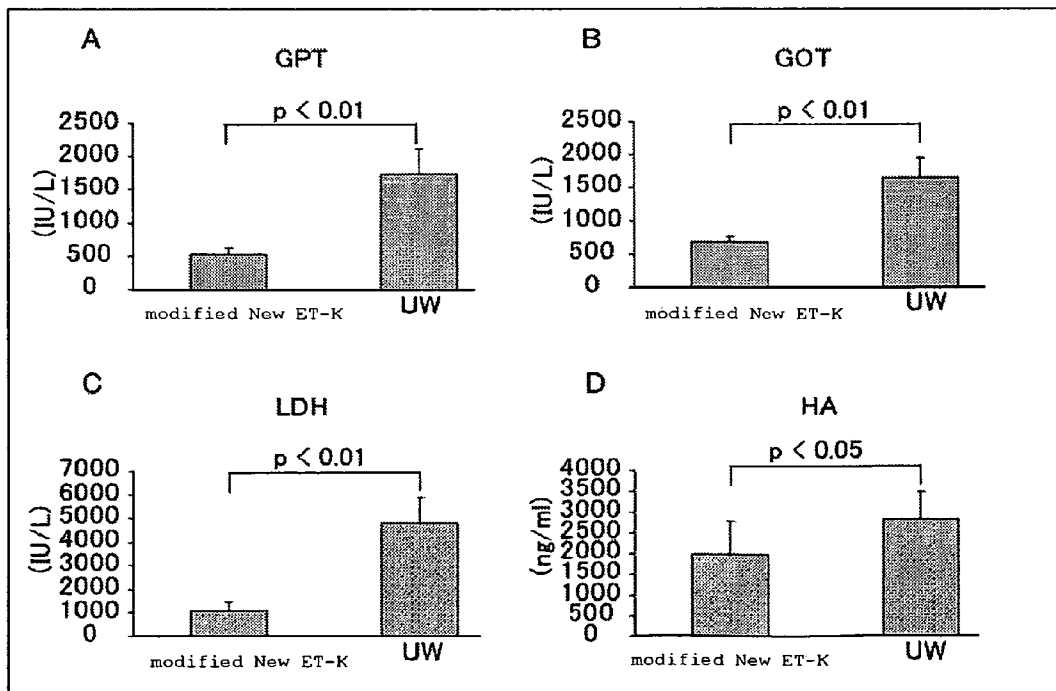 A
GPT
p < 0.01
2500
2000
1500
1000
500
0
(IU/L)
modified New ET-K
UW
B
GOT
p < 0.01
2500
2000
1500
1000
500
0
(IU/L)
modified New ET-K
UW
C
LDH
p < 0.01
7000
6000
5000
4000
3000
2000
1000
0
(IU/L)
modified New ET-K
UW
D
HA
p < 0.05
4000
3500
3000
2500
2000
1500
1000
500
0
(ng/ml)
modified New ET-K
UW